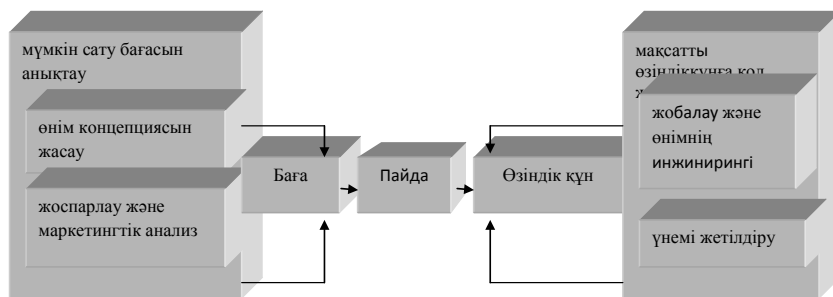 мүмкін сату бағасын
анықтау
өнім концепциясын
жасау
жоспарлау және
маркетингтік анализ
Баға
Пайда
Өзіндік құн
мақсатты
өзіндікқұнға қол
жобалау және
өнімнің
инжинирингі
үнемі жетілдіру